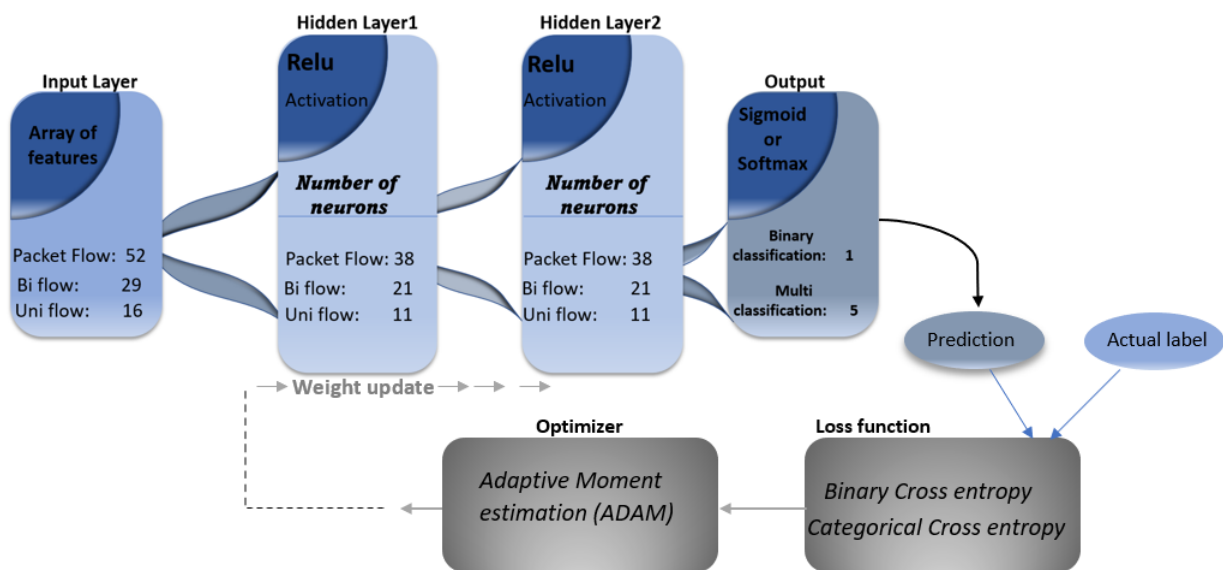 Input Layer
Array of
features
Packet Flow: 52
Bi flow: 29
Uni flow: 16
Hidden Layer1
Relu
Activation
Number of
neurons
Packet Flow: 38
Bi flow: 21
Uni flow: 11
Hidden Layer2
Relu
Activation
Number of
neurons
Packet Flow: 38
Bi flow: 21
Uni flow: 11
Output
Sigmoid
or
Softmax
Binary
classification: 1
Multi
classification: 5
Prediction
Actual label
Weight update
Optimizer
Adaptive Moment
estimation (ADAM)
Loss function
Binary Cross entropy
Categorical Cross entropy